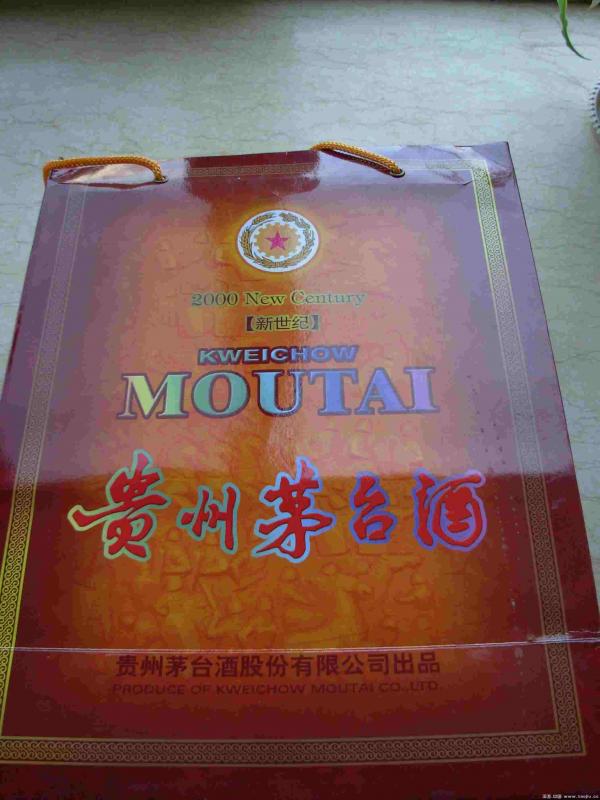 2000 New Century
【新世纪】
KWEICHOW
MOUTAI
贵州茅台酒
贵州茅台酒股份有限公司出品
PRODUCE OF KWEICHOW MOUTAI CO.,LTD.